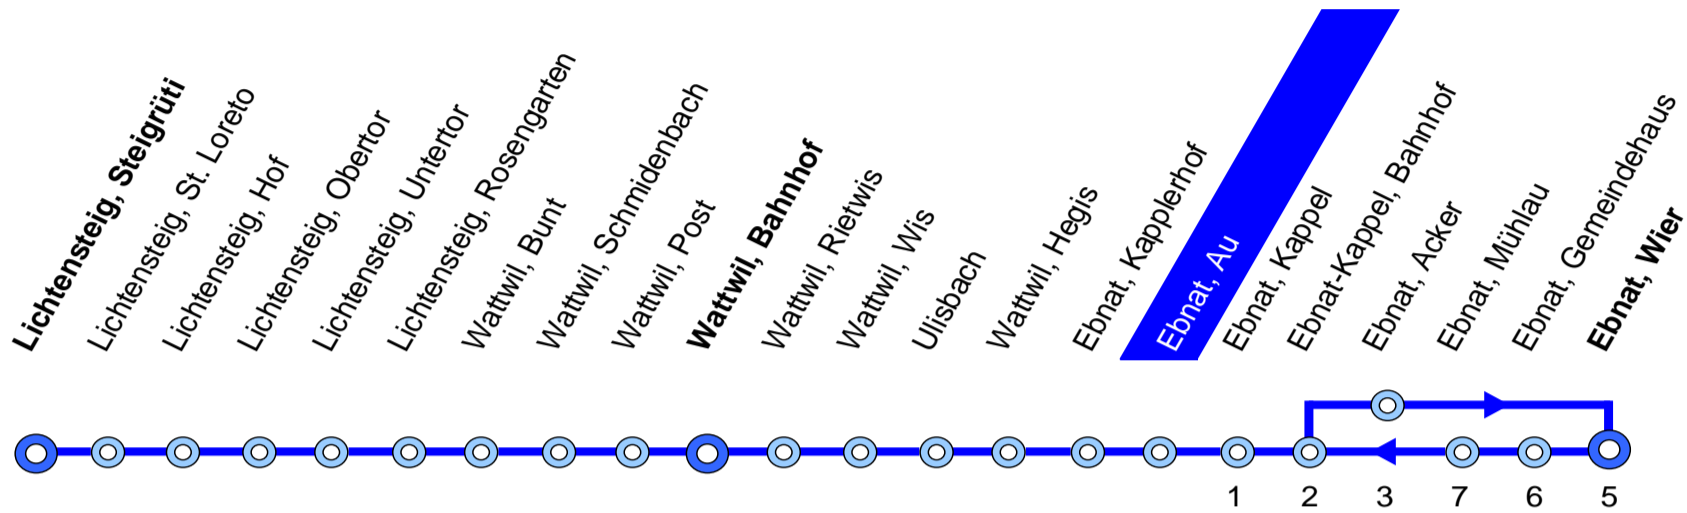 Lichtensteig, Steigrüti
Lichtensteig, St. Loreto
Lichtensteig, Hof
Lichtensteig, Obertor
Lichtensteig, Untertor
Lichtensteig, Rosengarten
Wattwil, Bunt
Wattwil, Schmidenbach
Wattwil, Post
Wattwil, Bahnhof
Wattwil, Rietwis
Wattwil, Wis
Ulisbach
Wattwil, Hegis
Ebnat, Kapplerhof
Ebnat, Au
Ebnat, Kappel
Ebnat-Kappel, Bahnhof
Ebnat, Acker
Ebnat, Mühlau
Ebnat, Gemeindehaus
Ebnat, Wier
1 2 3 7 6 5